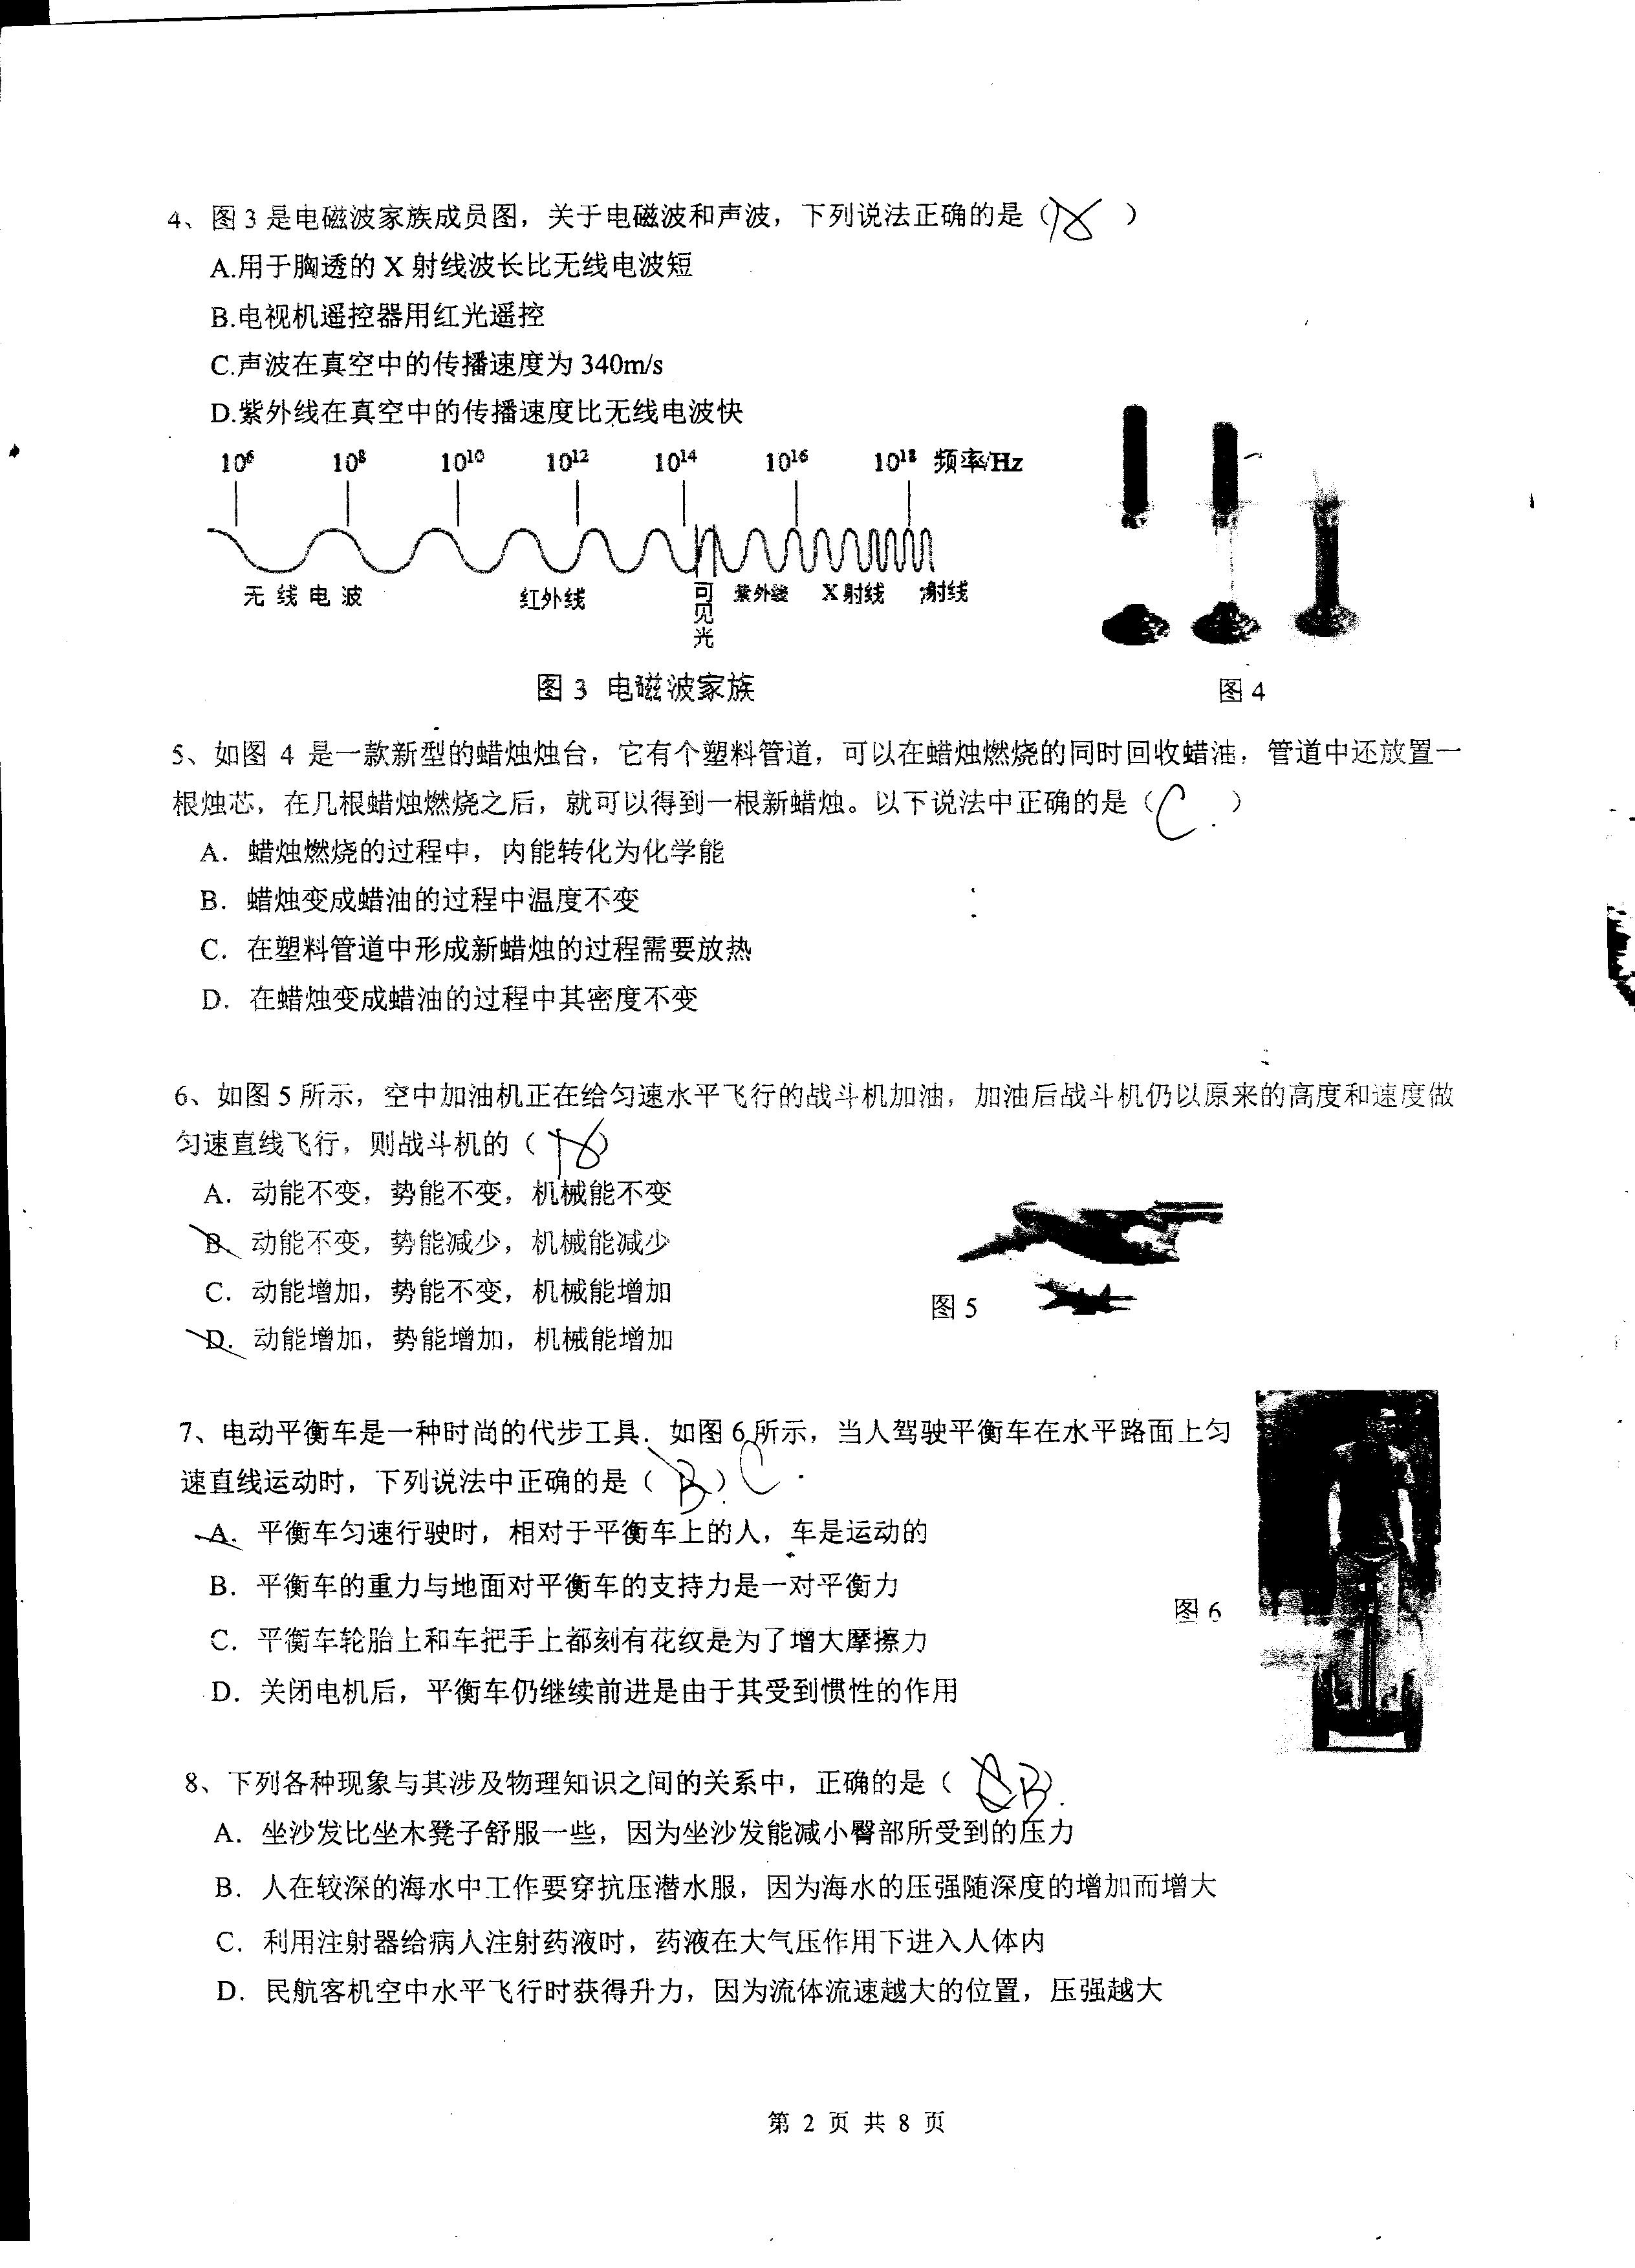 4、图 3 是电磁波家族成员图，关于电磁波和声波，下列说法正确的是（ ）
A.用于胸透的 X 射线波长比无线电波短
B.电视机遥控器用红光遥控
C.声波在真空中的传播速度为 340m/s
D.紫外线在真空中的传播速度比无线电波快
10⁶ 10⁸ 10¹⁰ 10¹² 10¹⁴ 10¹⁶ 10¹⁸ 频率/Hz
无线电波 红外线 可见光 紫外线 X射线 γ射线
图 3 电磁波家族
图 4
5、如图 4 是一款新型的蜡烛烛台，它有个塑料管道，可以在蜡烛燃烧的同时回收蜡油．管道中还放置一
根烛芯，在几根蜡烛燃烧之后，就可以得到一根新蜡烛。以下说法中正确的是（ C ）
A．蜡烛燃烧的过程中，内能转化为化学能
B．蜡烛变成蜡油的过程中温度不变
C．在塑料管道中形成新蜡烛的过程需要放热
D．在蜡烛变成蜡油的过程中其密度不变
6、如图 5 所示，空中加油机正在给匀速水平飞行的战斗机加油，加油后战斗机仍以原来的高度和速度做
匀速直线飞行，则战斗机的（ ）
A．动能不变，势能不变，机械能不变
B．动能不变，势能减少，机械能减少
C．动能增加，势能不变，机械能增加
D．动能增加，势能增加，机械能增加
图 5
7、电动平衡车是一种时尚的代步工具．如图 6 所示，当人驾驶平衡车在水平路面上匀
速直线运动时，下列说法中正确的是（ B ）C
A．平衡车匀速行驶时，相对于平衡车上的人，车是运动的
B．平衡车的重力与地面对平衡车的支持力是一对平衡力
C．平衡车轮胎上和车把手上都刻有花纹是为了增大摩擦力
D．关闭电机后，平衡车仍继续前进是由于其受到惯性的作用
图 6
8、下列各种现象与其涉及物理知识之间的关系中，正确的是（ B）
A．坐沙发比坐木凳子舒服一些，因为坐沙发能减小臀部所受到的压力
B．人在较深的海水中工作要穿抗压潜水服，因为海水的压强随深度的增加而增大
C．利用注射器给病人注射药液时，药液在大气压作用下进入人体内
D．民航客机空中水平飞行时获得升力，因为流体流速越大的位置，压强越大
第 2 页 共 8 页